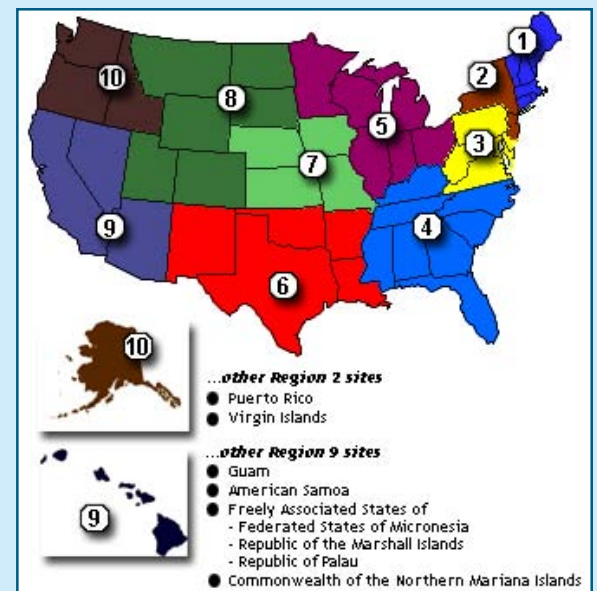 1
2
10
8
5
3
7
9
4
6
10
...other Region 2 sites
● Puerto Rico
● Virgin Islands
...other Region 9 sites
● Guam
● American Samoa
● Freely Associated States of
- Federated States of Micronesia
- Republic of the Marshall Islands
- Republic of Palau
● Commonwealth of the Northern Mariana Islands
9